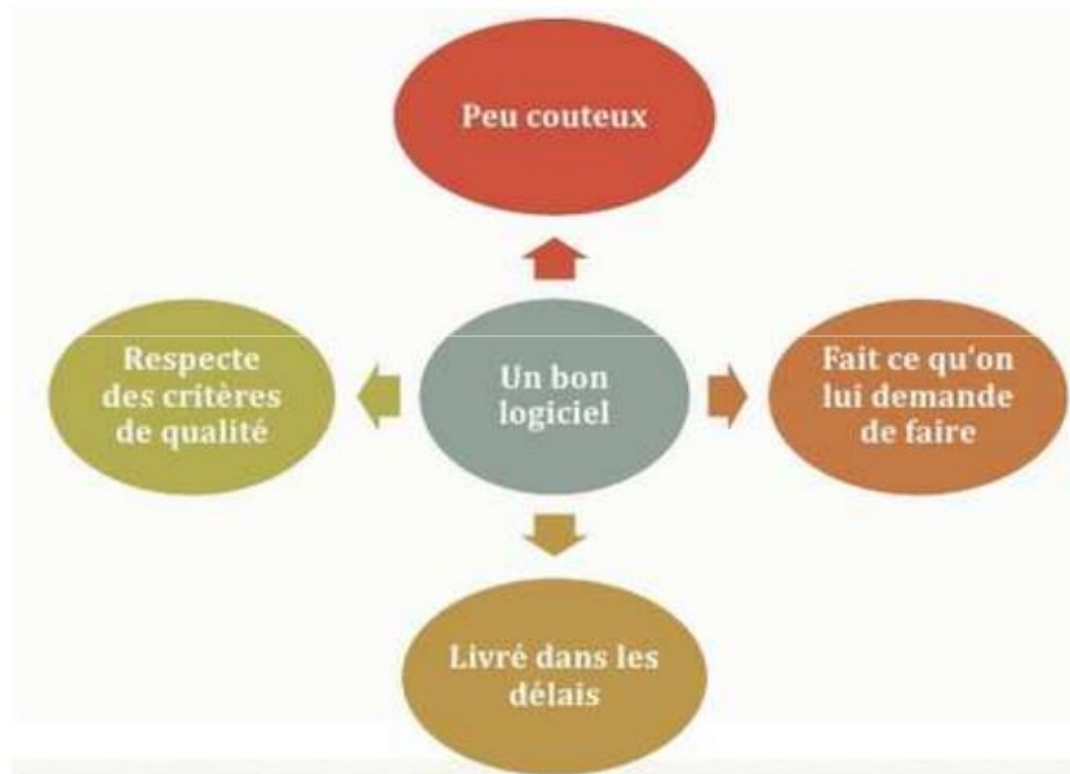 Peu couteux
Respecte
des critères
de qualité
Un bon
logiciel
Fait ce qu'on
lui demande
de faire
Livré dans les
délais